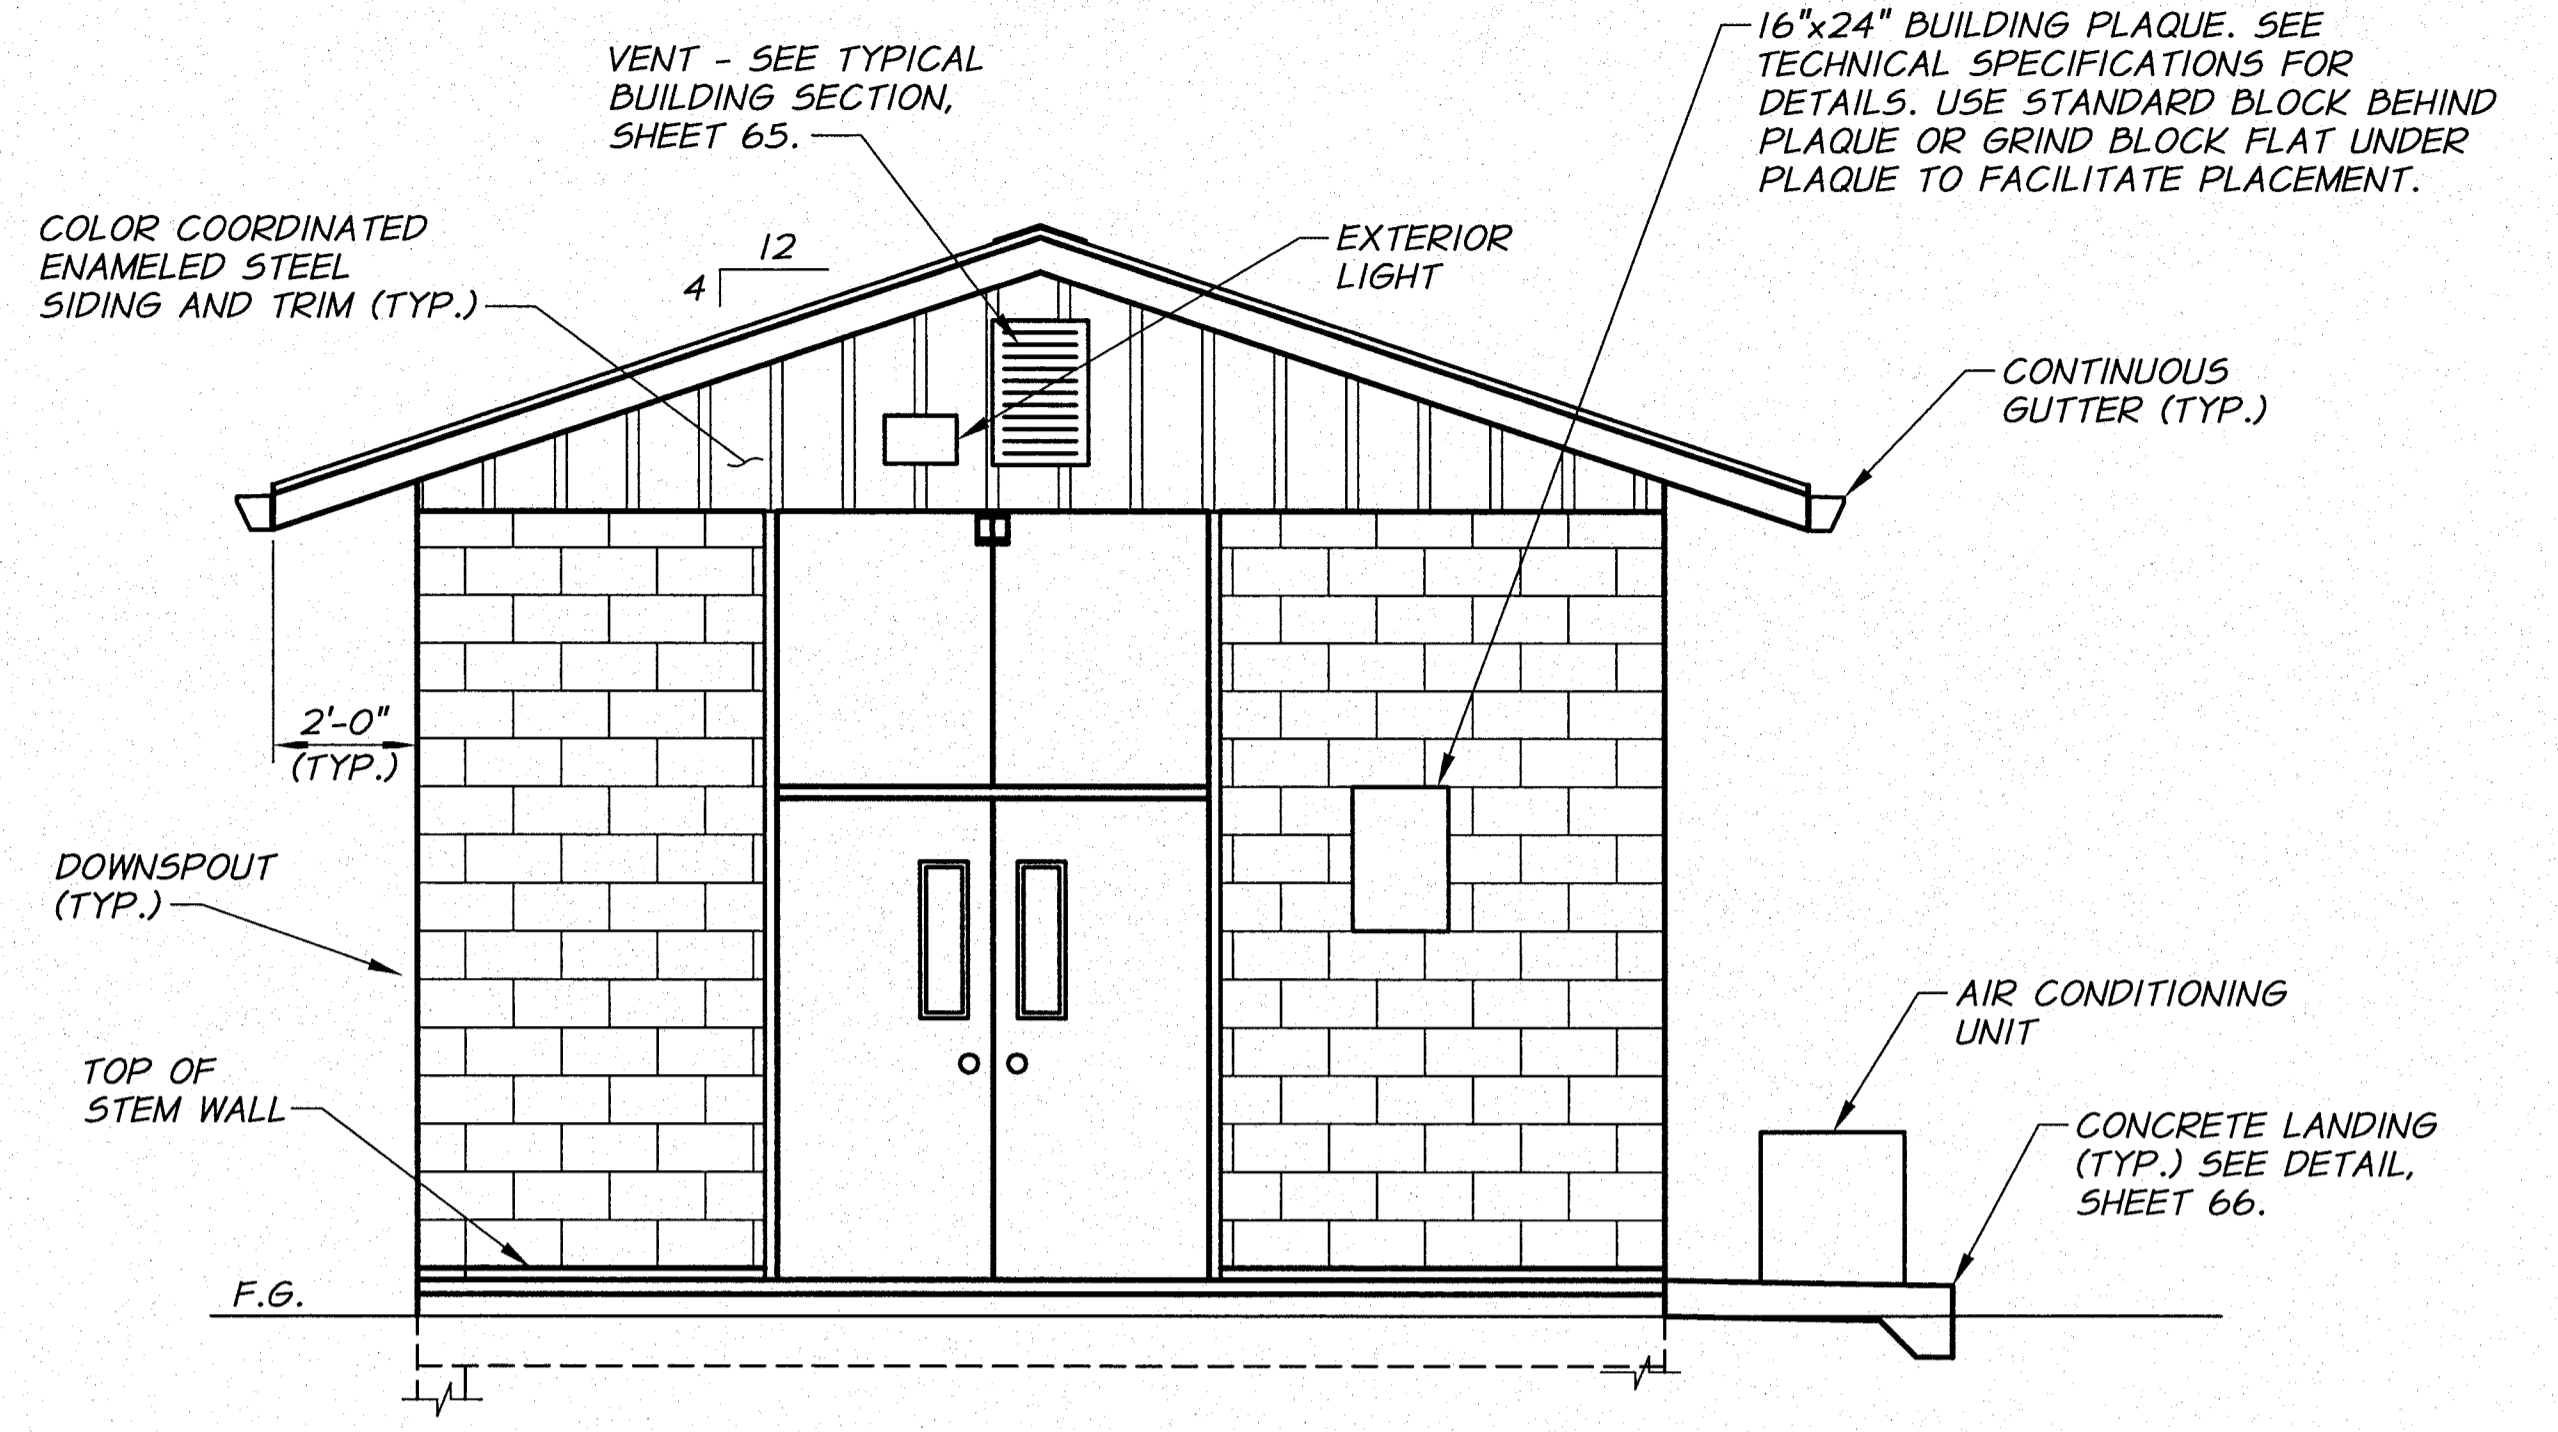 16"x24" BUILDING PLAQUE. SEE
TECHNICAL SPECIFICATIONS FOR
DETAILS. USE STANDARD BLOCK BEHIND
PLAQUE OR GRIND BLOCK FLAT UNDER
PLAQUE TO FACILITATE PLACEMENT.
VENT - SEE TYPICAL
BUILDING SECTION,
SHEET 65.
COLOR COORDINATED
ENAMELED STEEL
SIDING AND TRIM (TYP.)
12
4
EXTERIOR
LIGHT
CONTINUOUS
GUTTER (TYP.)
2'-0"
(TYP.)
DOWNSPOUT
(TYP.)
AIR CONDITIONING
UNIT
TOP OF
STEM WALL
CONCRETE LANDING
(TYP.) SEE DETAIL,
SHEET 66.
F.G.